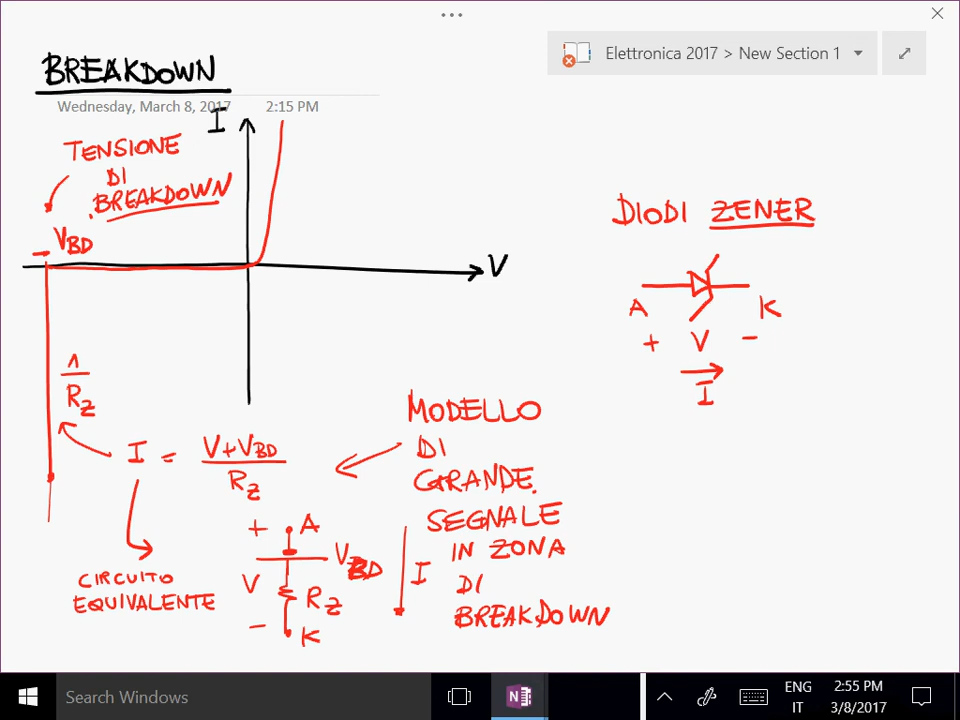 Elettronica 2017 > New Section 1
BREAKDOWN
Wednesday, March 8, 2017 2:15 PM
I
TENSIONE
DI
BREAKDOWN
-VBD
V
DIODI ZENER
A K
+ V -
I
1
RZ
I = V+VBD
RZ
MODELLO
DI
GRANDE
SEGNALE
IN ZONA
DI
BREAKDOWN
CIRCUITO
EQUIVALENTE
+ A
VBD
V
RZ
I
- K
Search Windows
ENG
IT
2:55 PM
3/8/2017